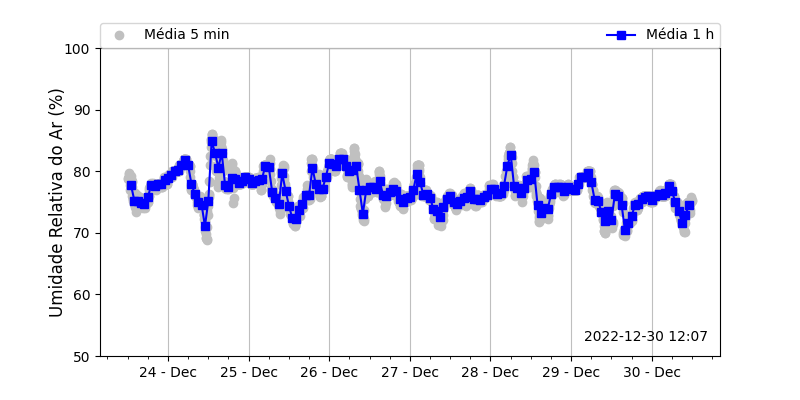 Média 5 min
Média 1 h
Umidade Relativa do Ar (%)
100
90
80
70
60
50
2022-12-30 12:07
24 - Dec
25 - Dec
26 - Dec
27 - Dec
28 - Dec
29 - Dec
30 - Dec